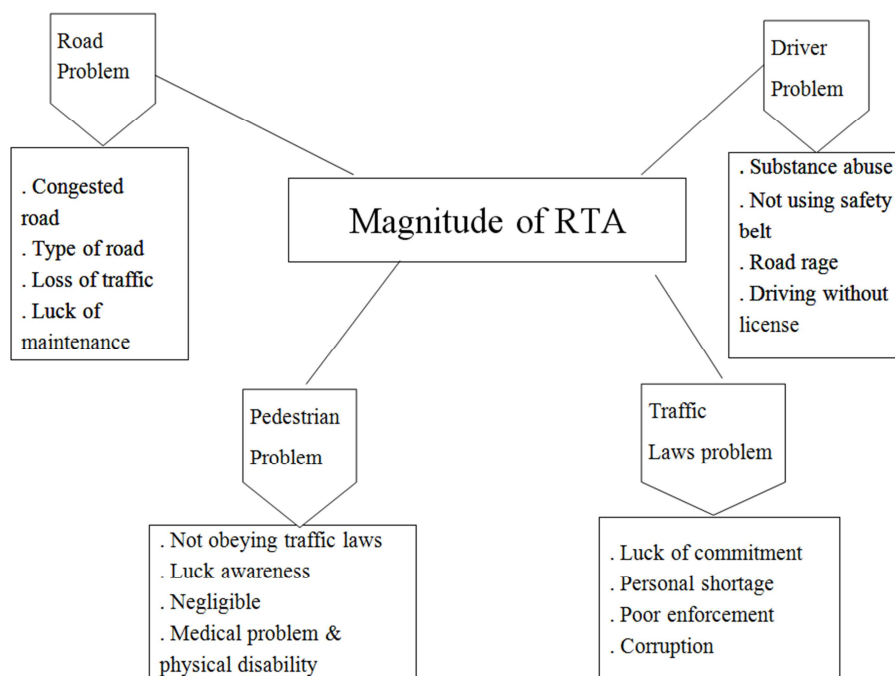 Road
Problem
. Congested
road
. Type of road
. Loss of traffic
. Luck of
maintenance
Driver
Problem
. Substance abuse
. Not using safety
belt
. Road rage
. Driving without
license
Magnitude of RTA
Pedestrian
Problem
. Not obeying traffic laws
. Luck awareness
. Negligible
. Medical problem &
physical disability
Traffic
Laws problem
. Luck of commitment
. Personal shortage
. Poor enforcement
. Corruption